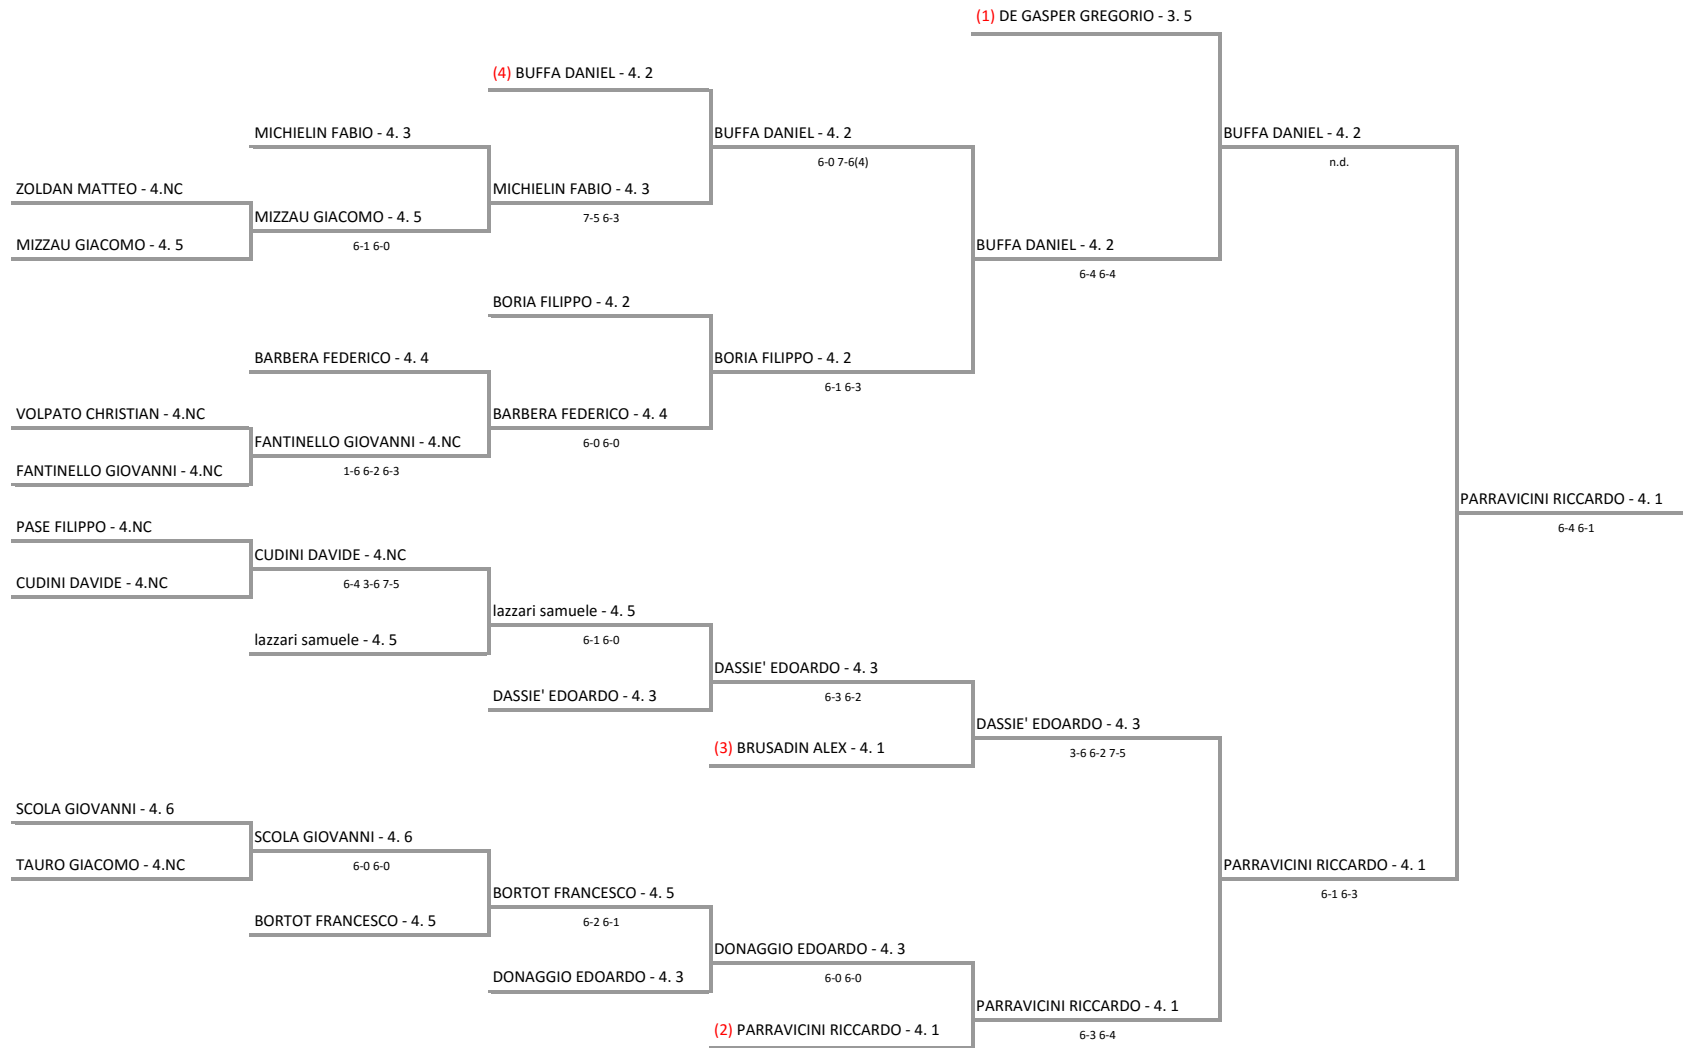 (1) DE GASPER GREGORIO - 3. 5
(4) BUFFA DANIEL - 4. 2
MICHIELIN FABIO - 4. 3
BUFFA DANIEL - 4. 2
BUFFA DANIEL - 4. 2
6-0 7-6(4)
n.d.
ZOLDAN MATTEO - 4.NC
MICHIELIN FABIO - 4. 3
MIZZAU GIACOMO - 4. 5
7-5 6-3
MIZZAU GIACOMO - 4. 5
6-1 6-0
BUFFA DANIEL - 4. 2
6-4 6-4
BORIA FILIPPO - 4. 2
BARBERA FEDERICO - 4. 4
BORIA FILIPPO - 4. 2
6-1 6-3
VOLPATO CHRISTIAN - 4.NC
BARBERA FEDERICO - 4. 4
FANTINELLO GIOVANNI - 4.NC
6-0 6-0
FANTINELLO GIOVANNI - 4.NC
1-6 6-2 6-3
PARRAVICINI RICCARDO - 4. 1
6-4 6-1
PASE FILIPPO - 4.NC
CUDINI DAVIDE - 4.NC
CUDINI DAVIDE - 4.NC
6-4 3-6 7-5
lazzari samuele - 4. 5
lazzari samuele - 4. 5
6-1 6-0
DASSIE' EDOARDO - 4. 3
DASSIE' EDOARDO - 4. 3
6-3 6-2
DASSIE' EDOARDO - 4. 3
(3) BRUSADIN ALEX - 4. 1
3-6 6-2 7-5
SCOLA GIOVANNI - 4. 6
SCOLA GIOVANNI - 4. 6
TAURO GIACOMO - 4.NC
6-0 6-0
PARRAVICINI RICCARDO - 4. 1
6-1 6-3
BORTOT FRANCESCO - 4. 5
BORTOT FRANCESCO - 4. 5
6-2 6-1
DONAGGIO EDOARDO - 4. 3
DONAGGIO EDOARDO - 4. 3
6-0 6-0
PARRAVICINI RICCARDO - 4. 1
(2) PARRAVICINI RICCARDO - 4. 1
6-3 6-4